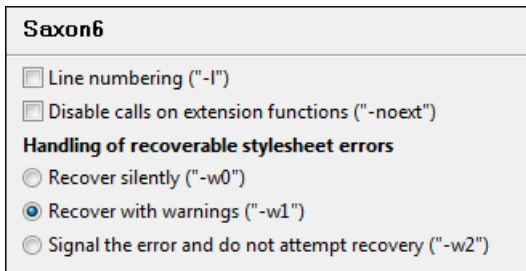 Saxon6
Line numbering ("-l")
Disable calls on extension functions ("-noext")
Handling of recoverable stylesheet errors
Recover silently ("-w0")
Recover with warnings ("-w1")
Signal the error and do not attempt recovery ("-w2")